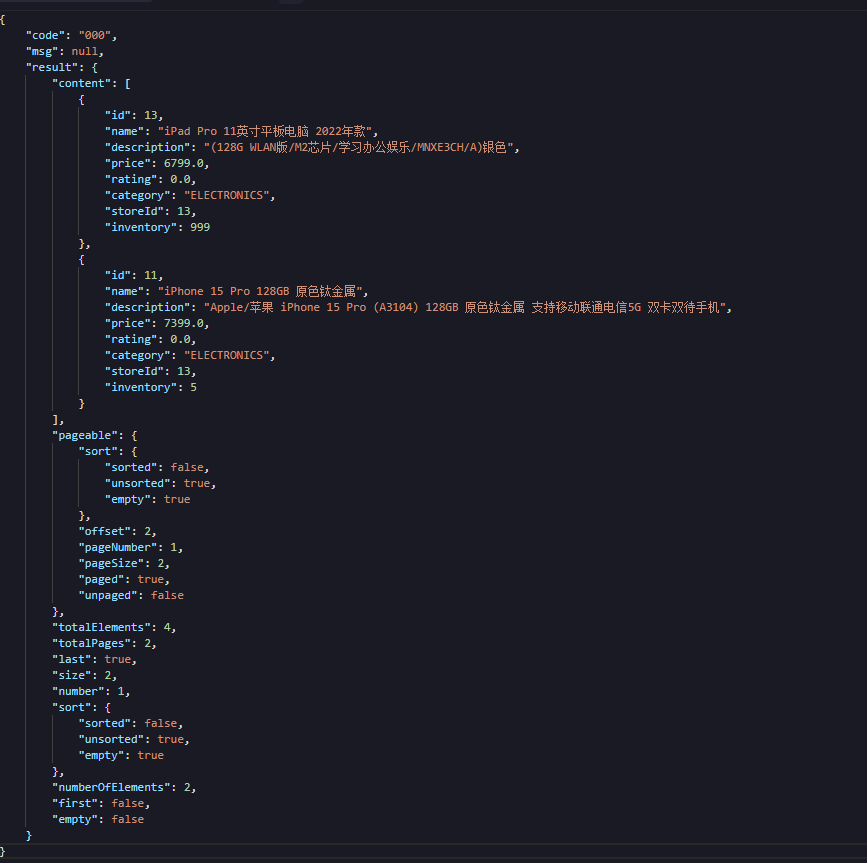 {
"code": "000",
"msg": null,
"result": {
"content": [
{
"id": 13,
"name": "iPad Pro 11英寸平板电脑 2022年款",
"description": "(128G WLAN版/M2芯片/学习办公娱乐/MNXE3CH/A)银色",
"price": 6799.0,
"rating": 0.0,
"category": "ELECTRONICS",
"storeId": 13,
"inventory": 999
},
{
"id": 11,
"name": "iPhone 15 Pro 128GB 原色钛金属",
"description": "Apple/苹果 iPhone 15 Pro (A3104) 128GB 原色钛金属 支持移动联通电信5G 双卡双待手机",
"price": 7399.0,
"rating": 0.0,
"category": "ELECTRONICS",
"storeId": 13,
"inventory": 5
}
],
"pageable": {
"sort": {
"sorted": false,
"unsorted": true,
"empty": true
},
"offset": 2,
"pageNumber": 1,
"pageSize": 2,
"paged": true,
"unpaged": false
},
"totalElements": 4,
"totalPages": 2,
"last": true,
"size": 2,
"number": 1,
"sort": {
"sorted": false,
"unsorted": true,
"empty": true
},
"numberOfElements": 2,
"first": false,
"empty": false
}
}